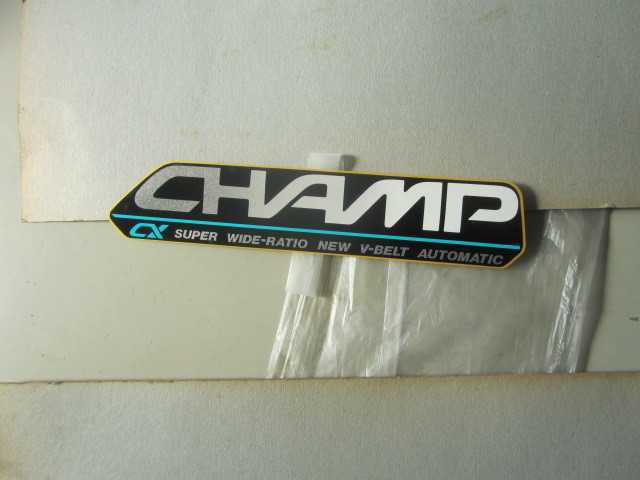 CHAMP
CX SUPER WIDE-RATIO NEW V-BELT AUTOMATIC